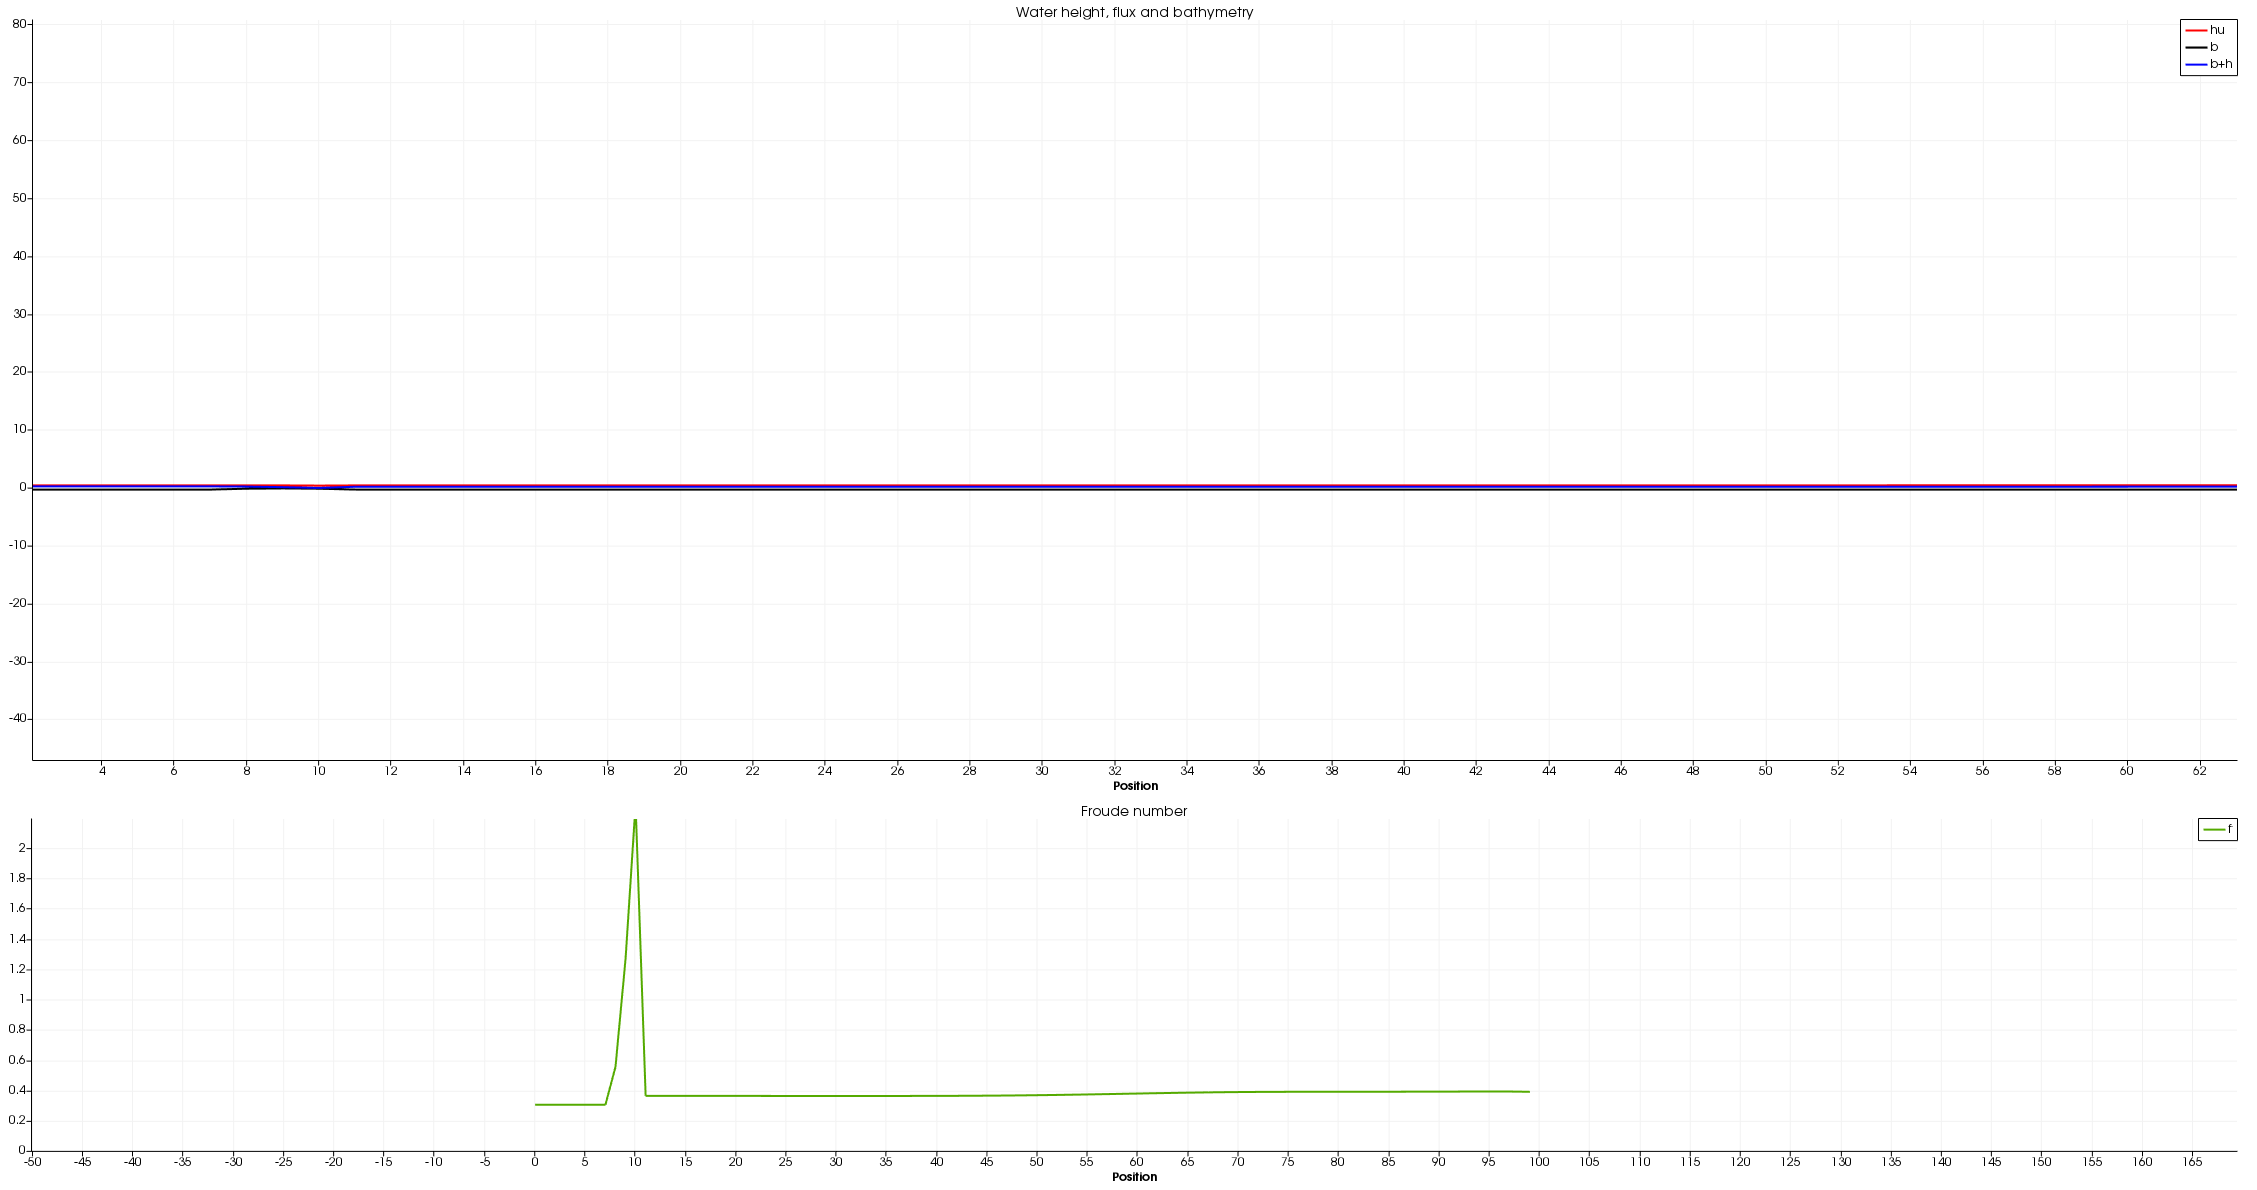 Water height, flux and bathymetry
hu
b
b+h
80
70
60
50
40
30
20
10
0
-10
-20
-30
-40
4 6 8 10 12 14 16 18 20 22 24 26 28 30 32 34 36 38 40 42 44 46 48 50 52 54 56 58 60 62
Position
Froude number
f
2
1.8
1.6
1.4
1.2
1
0.8
0.6
0.4
0.2
0
-50 -45 -40 -35 -30 -25 -20 -15 -10 -5 0 5 10 15 20 25 30 35 40 45 50 55 60 65 70 75 80 85 90 95 100 105 110 115 120 125 130 135 140 145 150 155 160 165
Position